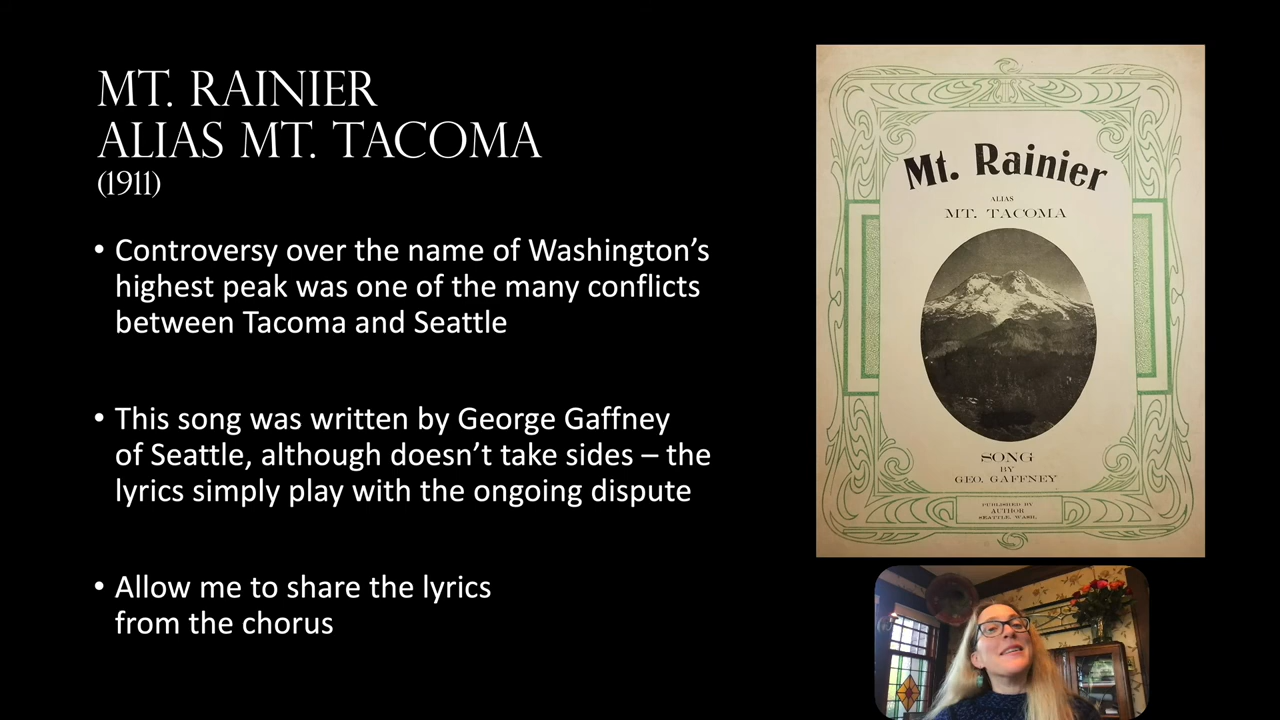 MT. RAINIER
ALIAS MT. TACOMA
(1911)
• Controversy over the name of Washington’s
highest peak was one of the many conflicts
between Tacoma and Seattle
• This song was written by George Gaffney
of Seattle, although doesn’t take sides – the
lyrics simply play with the ongoing dispute
• Allow me to share the lyrics
from the chorus
Mt. Rainier
ALIAS
MT. TACOMA
SONG
BY
GEO. GAFFNEY
PUBLISHED BY
AUTHOR
SEATTLE, WASH.